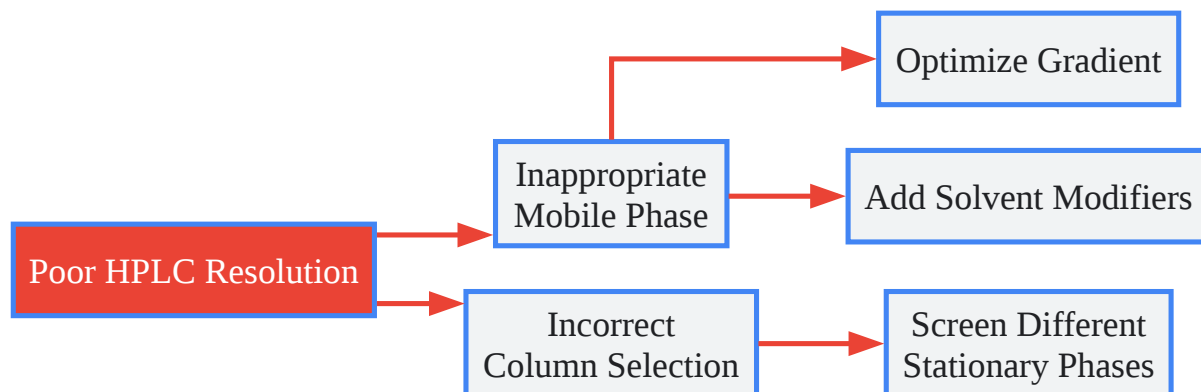 Optimize Gradient
Inappropriate
Mobile Phase
Add Solvent Modifiers
Poor HPLC Resolution
Incorrect
Column Selection
Screen Different
Stationary Phases